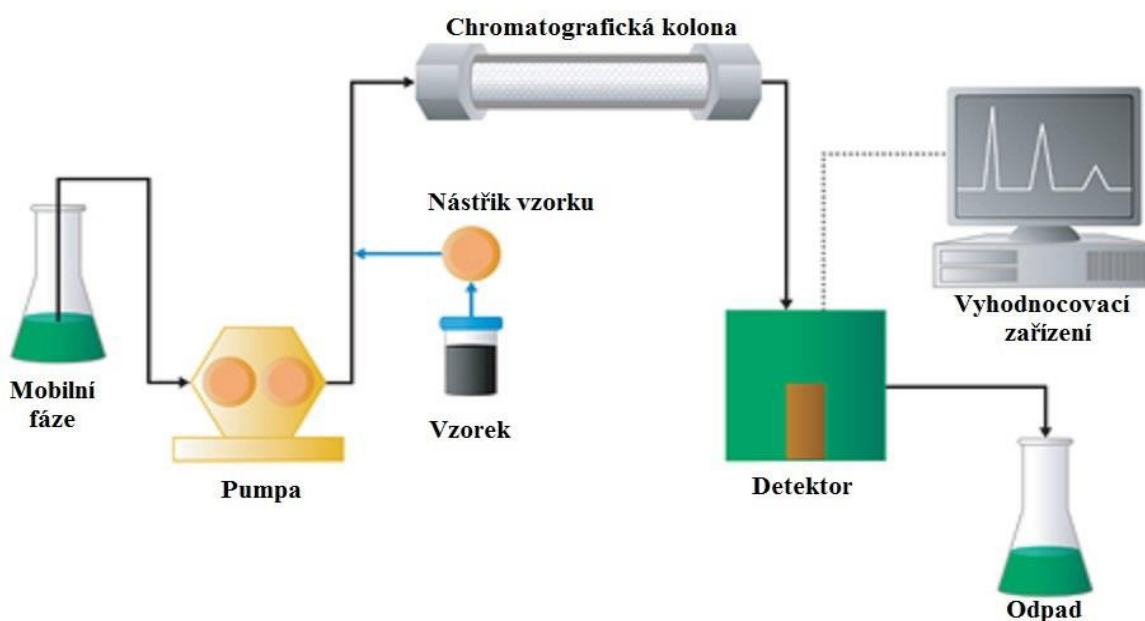 Chromatografická kolona
Nástřik vzorku
Mobilní
fáze
Pumpa
Vzorek
Detektor
Vyhodnocovací
zařízení
Odpad